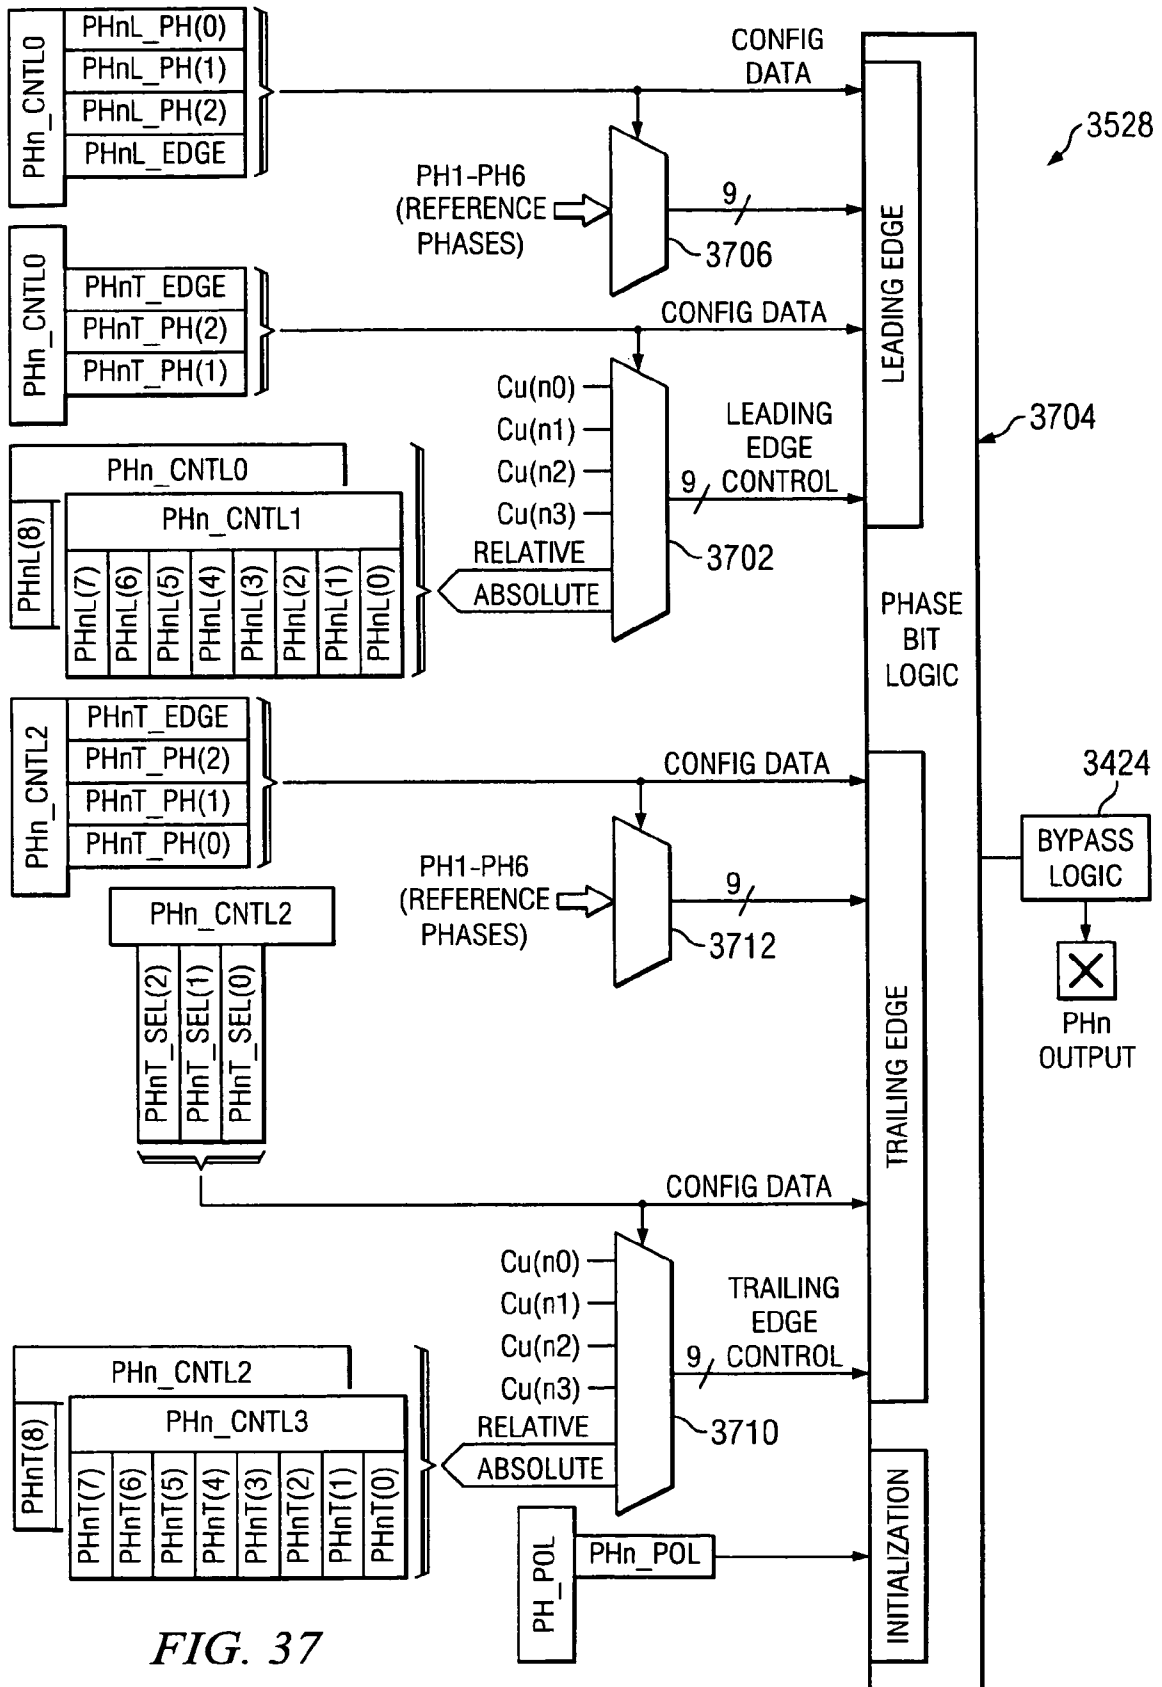 PHn_CNTL0
PHnL_PH(0)
PHnL_PH(1)
PHnL_PH(2)
PHnL_EDGE
CONFIG
DATA
3528
PH1-PH6
(REFERENCE
PHASES)
9
3706
LEADING EDGE
PHn_CNTL0
PHnT_EDGE
PHnT_PH(2)
PHnT_PH(1)
CONFIG DATA
Cu(n0)
Cu(n1)
Cu(n2)
Cu(n3)
LEADING
EDGE
CONTROL
9
3704
3702
RELATIVE
ABSOLUTE
PHn_CNTL0
PHnL(8)
PHn_CNTL1
PHnL(7)
PHnL(6)
PHnL(5)
PHnL(4)
PHnL(3)
PHnL(2)
PHnL(1)
PHnL(0)
PHASE
BIT
LOGIC
PHn_CNTL2
PHnT_EDGE
PHnT_PH(2)
PHnT_PH(1)
PHnT_PH(0)
CONFIG DATA
PH1-PH6
(REFERENCE
PHASES)
9
3712
3424
BYPASS
LOGIC
PHn
OUTPUT
TRAILING EDGE
PHn_CNTL2
PHnT_SEL(2)
PHnT_SEL(1)
PHnT_SEL(0)
CONFIG DATA
Cu(n0)
Cu(n1)
Cu(n2)
Cu(n3)
TRAILING
EDGE
CONTROL
9
3710
RELATIVE
ABSOLUTE
PHn_CNTL2
PHnT(8)
PHn_CNTL3
PHnT(7)
PHnT(6)
PHnT(5)
PHnT(4)
PHnT(3)
PHnT(2)
PHnT(1)
PHnT(0)
PH_POL
PHn_POL
INITIALIZATION
FIG. 37